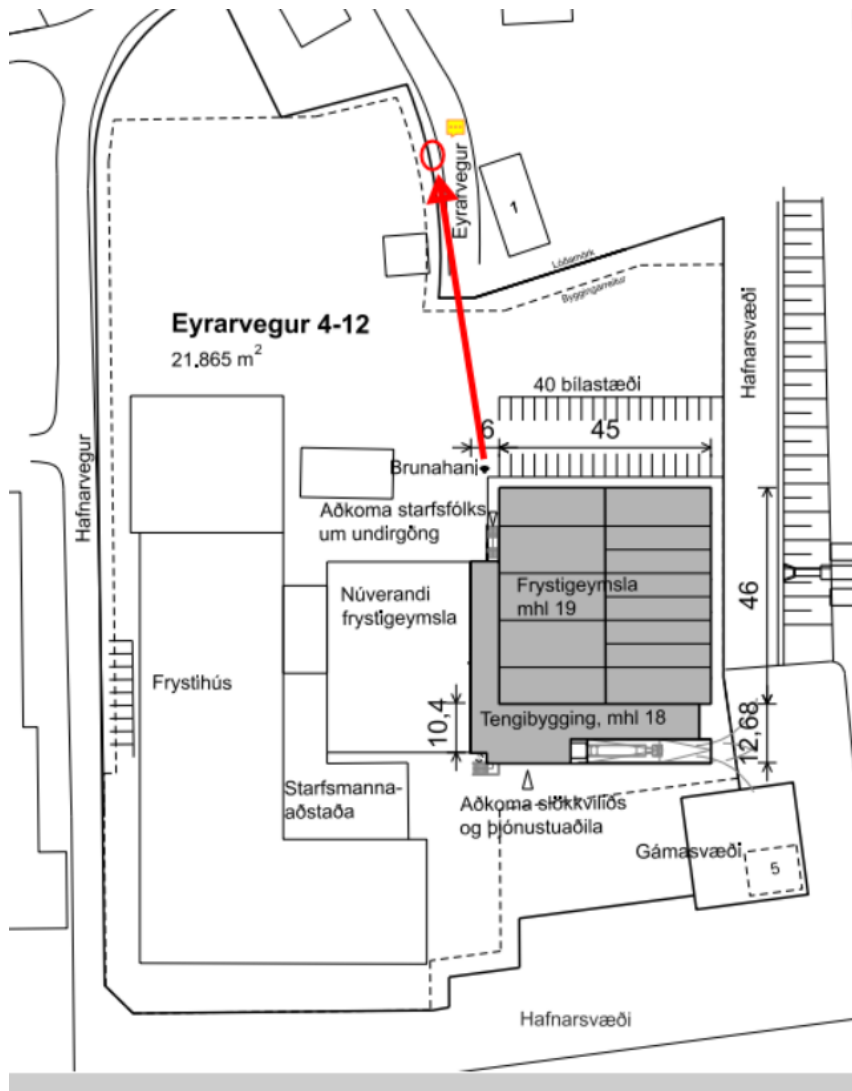 Eyrarvegur
1
Lóðamörk
Byggingarreitur
Hafnarsvæði
Eyrarvegur 4-12
21.865 m²
40 bílastæði
6
45
Brunahani
Hafnarvegur
Aðkoma starfsfólks
um undirgöng
Núverandi
frystigeymsla
Frystigeymsla
mhl 19
46
Frystihús
10,4
Tengibygging, mhl 18
12,68
Starfsmanna-
aðstaða
Aðkoma slökkviliðs
og þjónustuaðila
Gámasvæði
5
Hafnarsvæði